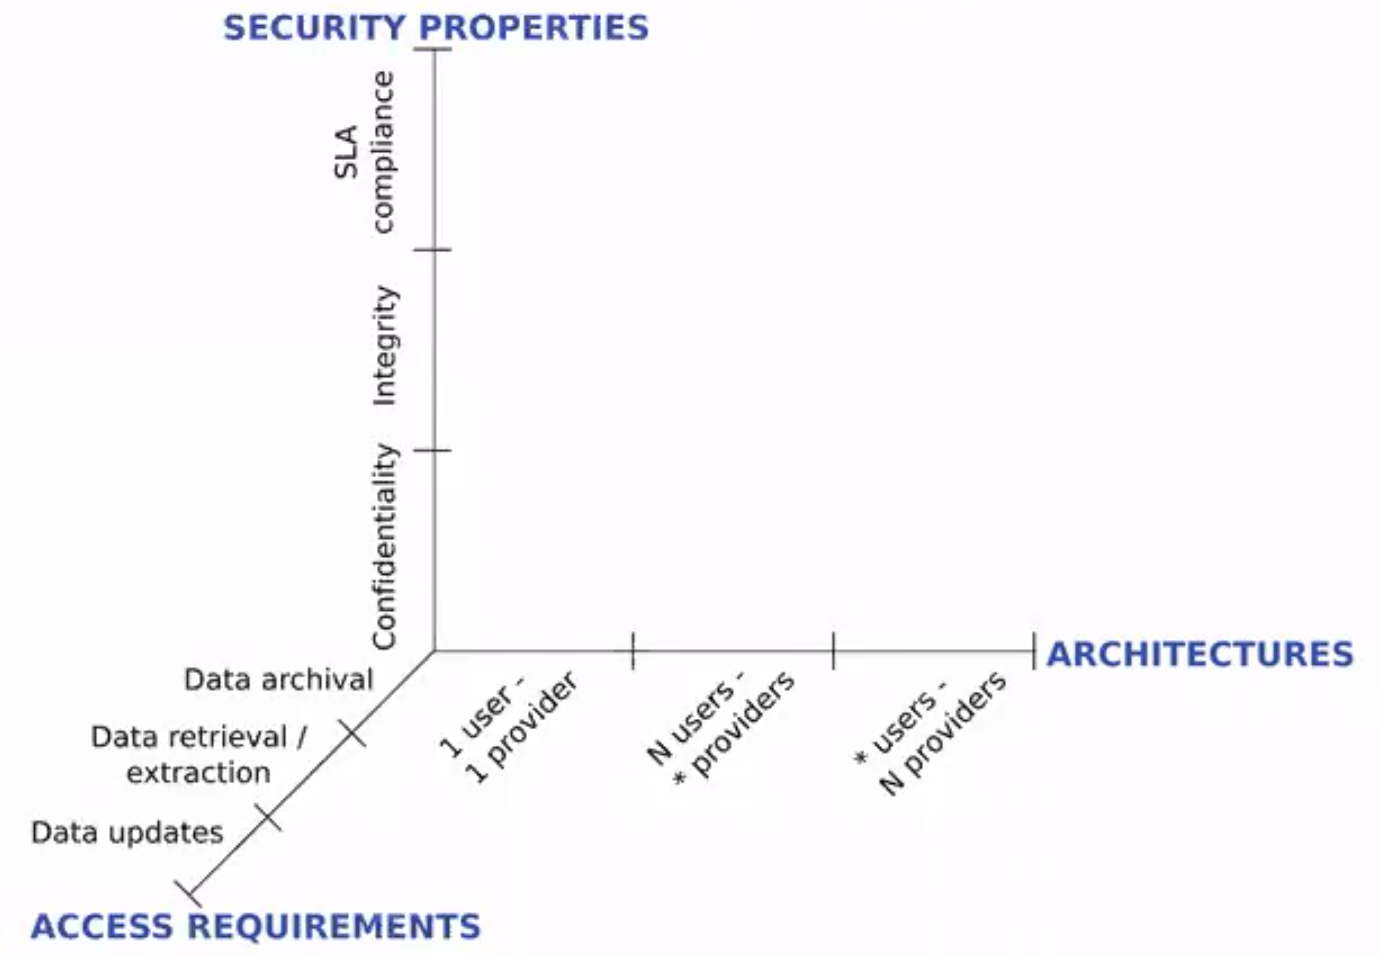 SECURITY PROPERTIES
SLA
compliance
Integrity
Confidentiality
ARCHITECTURES
Data archival
Data retrieval /
extraction
Data updates
1 user -
1 provider
N users -
* providers
* users -
N providers
ACCESS REQUIREMENTS